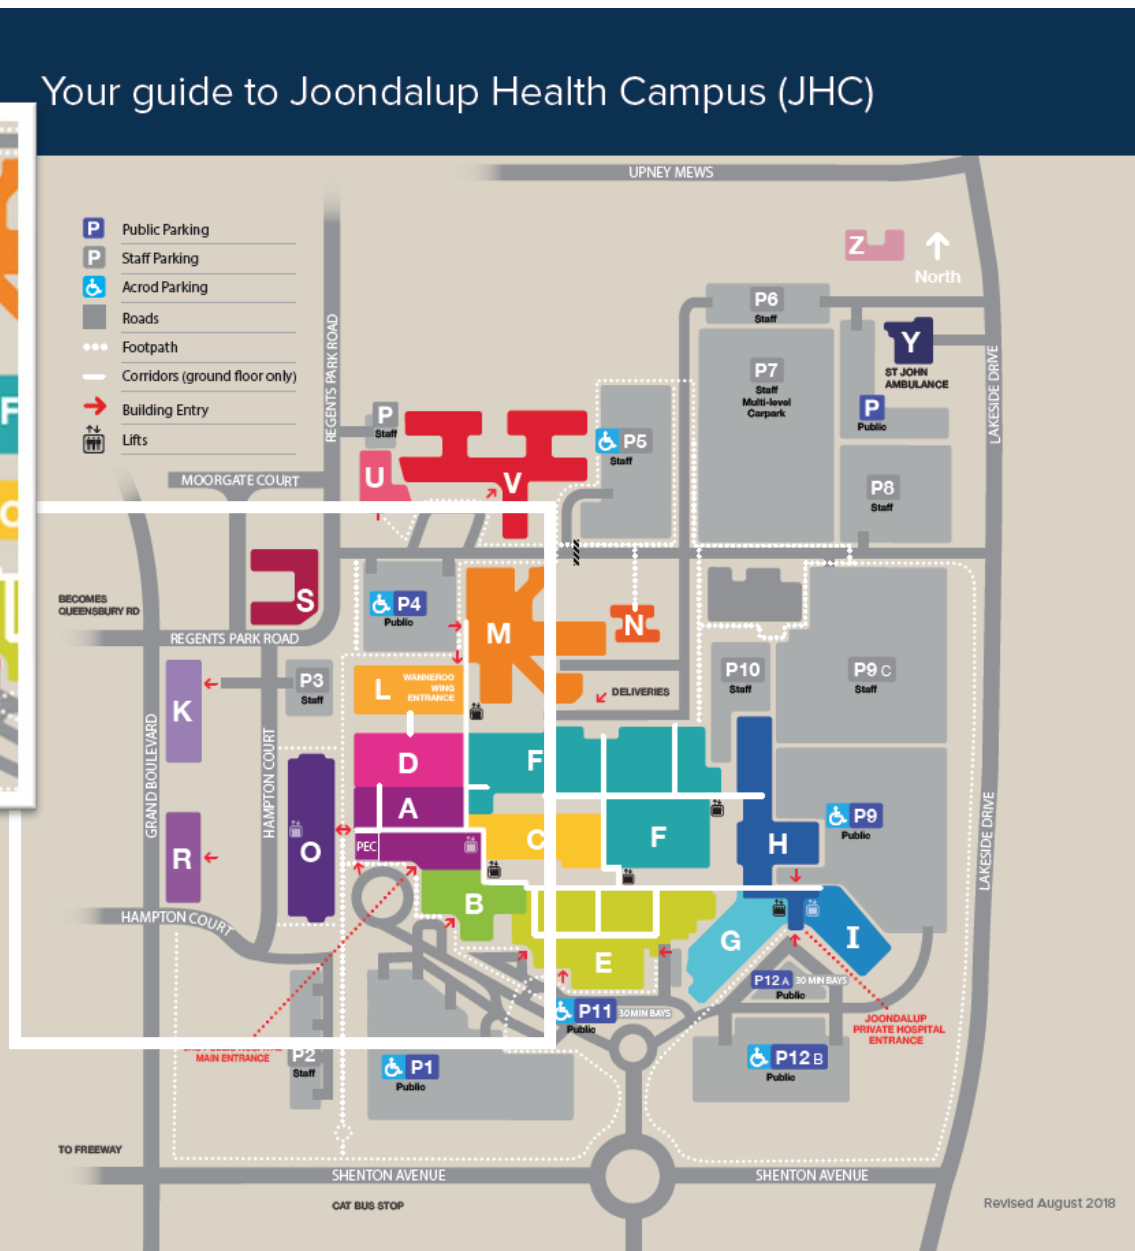 Your guide to Joondalup Health Campus (JHC)
UPNEY MEWS
P Public Parking
P Staff Parking
Acrod Parking
Roads
Footpath
Corridors (ground floor only)
Building Entry
Lifts
Z
North
P6
Staff
P7
Staff
Multi-level
Carpark
Y
ST JOHN
AMBULANCE
P
Public
LAKESIDE DRIVE
REGENTS PARK ROAD
P
Staff
P5
Staff
V
U
MOORGATE COURT
P8
Staff
F
C
BECOMES
QUEENSBURY RD
S
P4
Public
M
N
REGENTS PARK ROAD
P10
Staff
P9 C
Staff
K
P3
Staff
L
WANNEROO
WING
ENTRANCE
DELIVERIES
GRAND BOULEVARD
HAMPTON COURT
D
F
A
C
F
PEC
O
R
H
P9
Public
LAKESIDE DRIVE
HAMPTON COURT
B
E
G
I
P12 A 30 MIN BAYS
Public
P11 30 MIN BAYS
Public
JOONDALUP
PRIVATE HOSPITAL
ENTRANCE
MAIN ENTRANCE
P2
Staff
P1
Public
P12 B
Public
TO FREEWAY
SHENTON AVENUE
SHENTON AVENUE
CAT BUS STOP
Revised August 2018